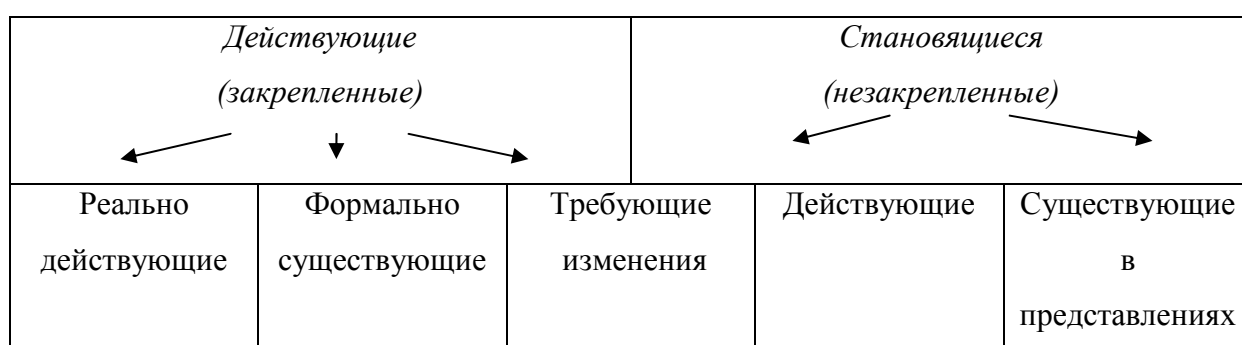 Действующие
(закрепленные)
Становящиеся
(незакрепленные)
Реально
действующие
Формально
существующие
Требующие
изменения
Действующие
Существующие
в
представлениях